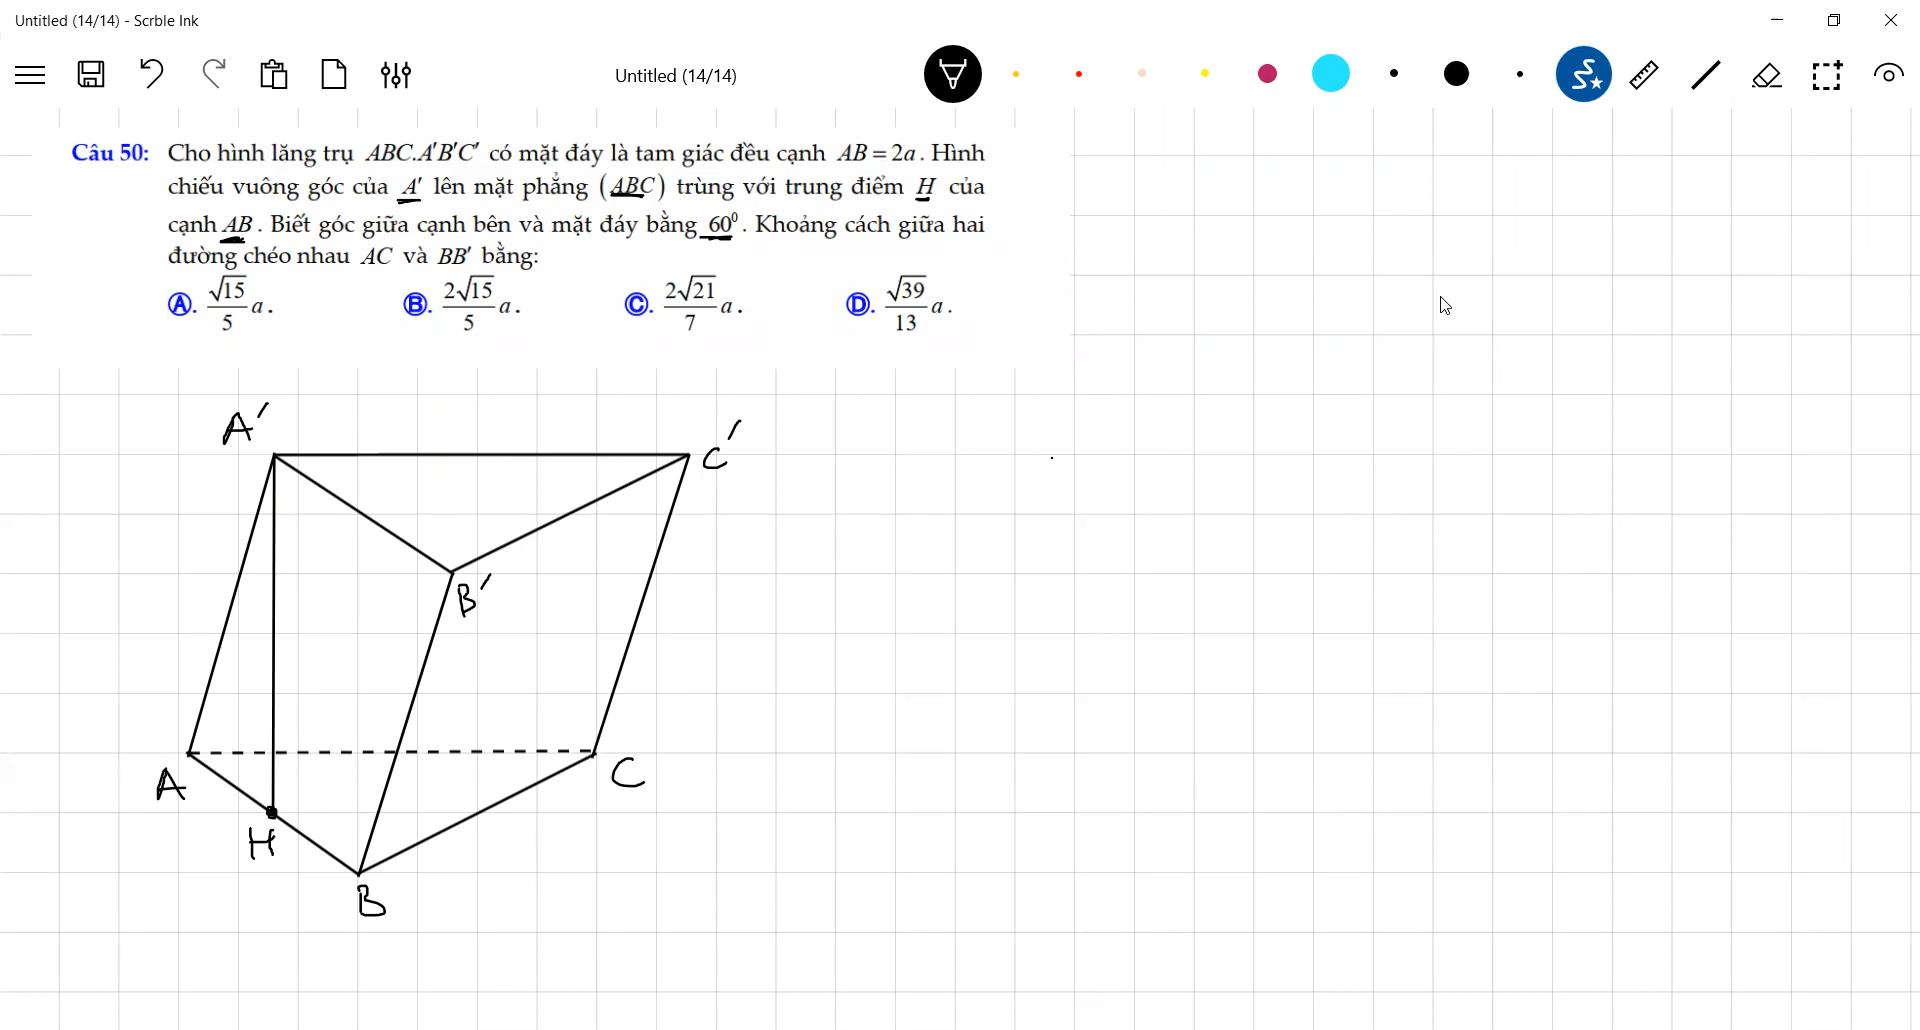 Untitled (14/14) - Scrble Ink
Untitled (14/14)
Câu 50: Cho hình lăng trụ ABC.A'B'C' có mặt đáy là tam giác đều cạnh AB = 2a. Hình
chiếu vuông góc của A' lên mặt phẳng (ABC) trùng với trung điểm H của
cạnh AB. Biết góc giữa cạnh bên và mặt đáy bằng 60⁰. Khoảng cách giữa hai
đường chéo nhau AC và BB' bằng:
A. √15/5 a. B. 2√15/5 a. C. 2√21/7 a. D. √39/13 a.
A'
C'
B'
A
C
H
B